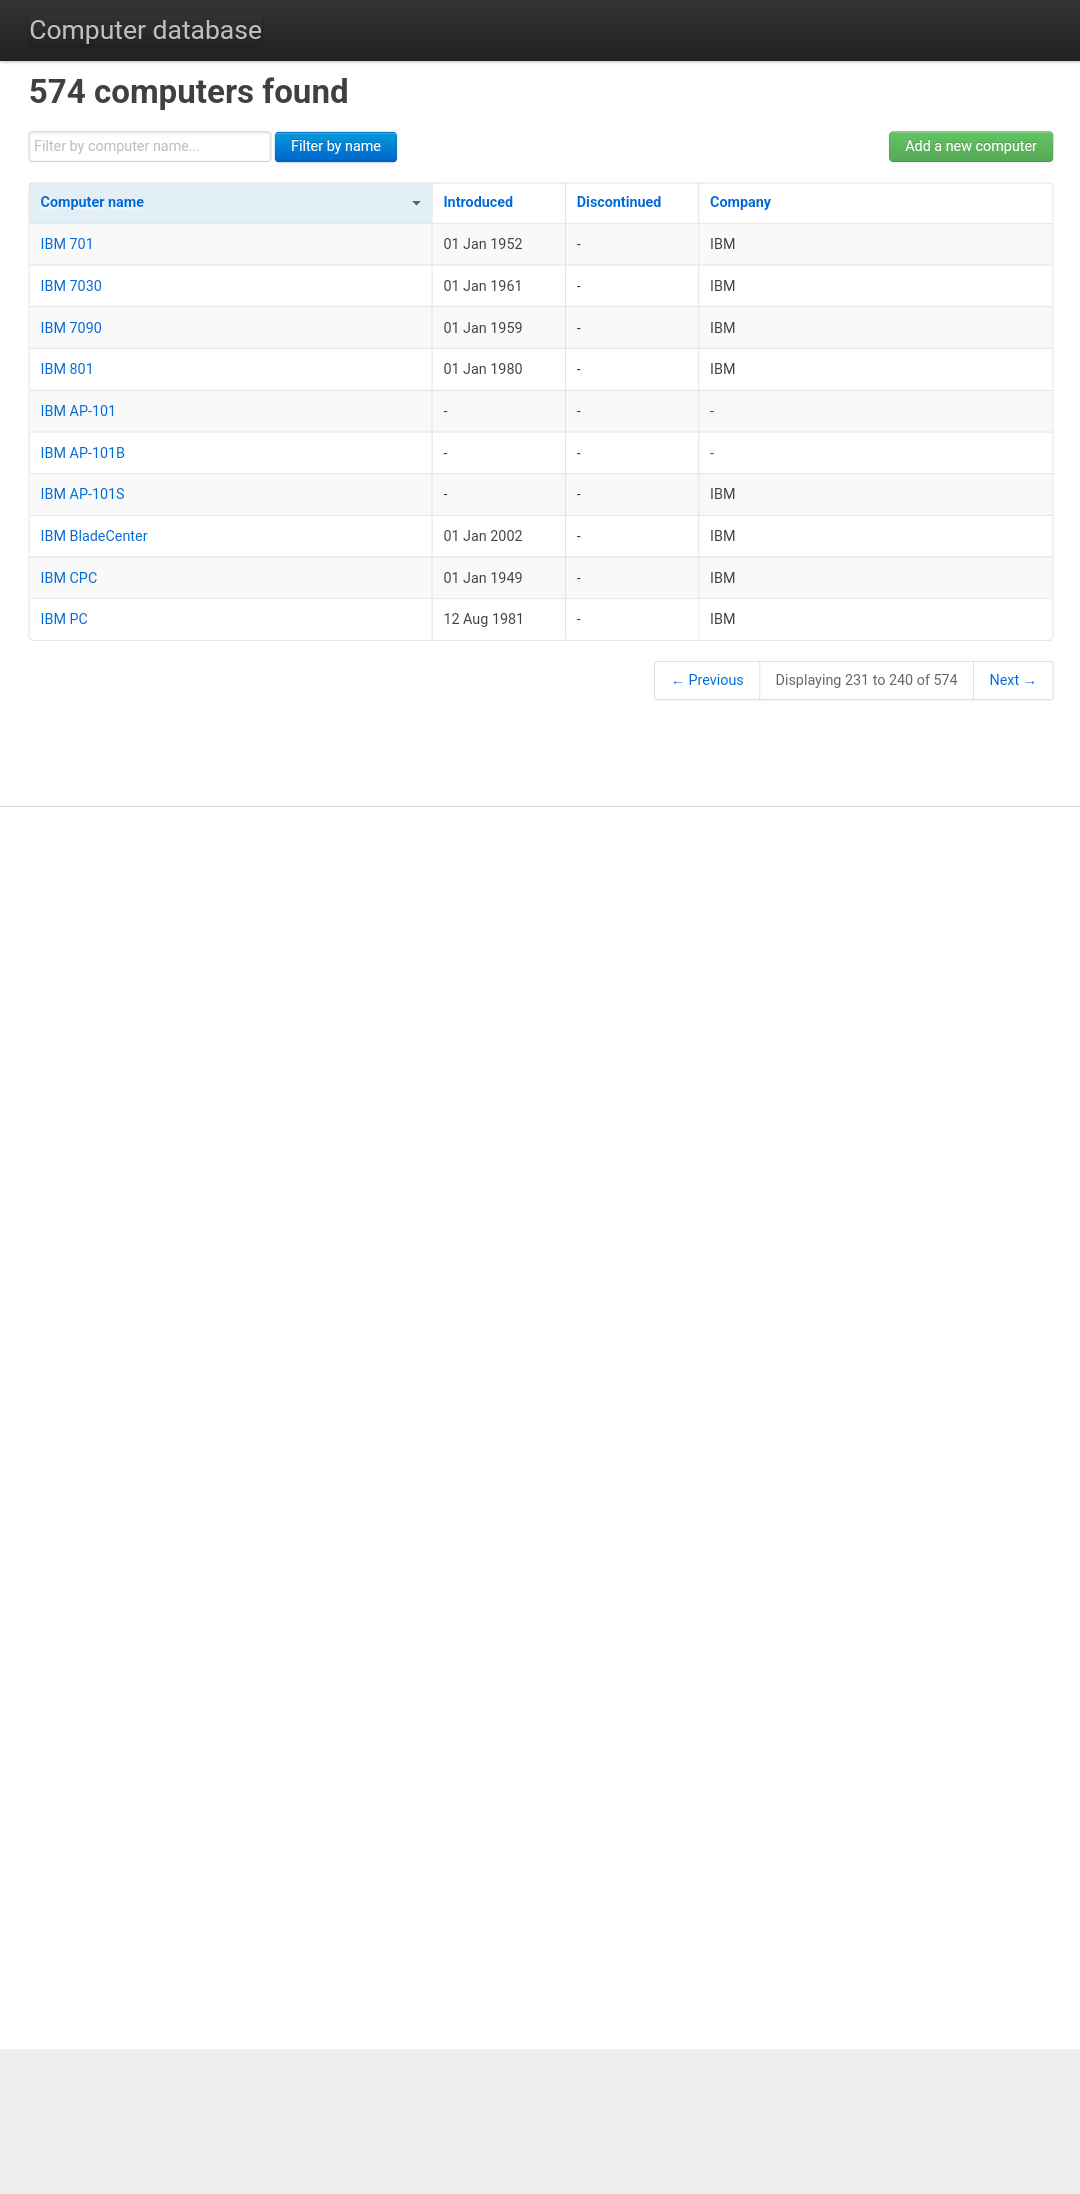 Computer database
574 computers found
Filter by computer name... Filter by name Add a new computer
Computer name Introduced Discontinued Company
IBM 701 01 Jan 1952 - IBM
IBM 7030 01 Jan 1961 - IBM
IBM 7090 01 Jan 1959 - IBM
IBM 801 01 Jan 1980 - IBM
IBM AP-101 - - -
IBM AP-101B - - -
IBM AP-101S - - IBM
IBM BladeCenter 01 Jan 2002 - IBM
IBM CPC 01 Jan 1949 - IBM
IBM PC 12 Aug 1981 - IBM
← Previous Displaying 231 to 240 of 574 Next →